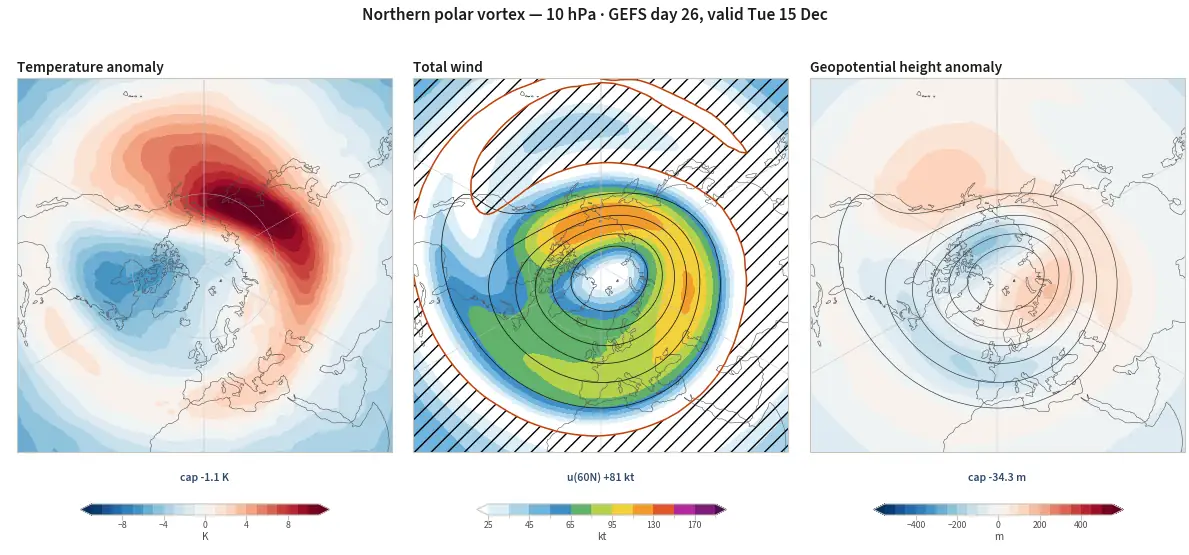 Northern polar vortex — 10 hPa · GEFS day 26, valid Tue 15 Dec
Temperature anomaly
Total wind
Geopotential height anomaly
cap -1.1 K
u(60N) +81 kt
cap -34.3 m
−8 −4 0 4 8
K
25 45 65 95 130 170
kt
−400 −200 0 200 400
m